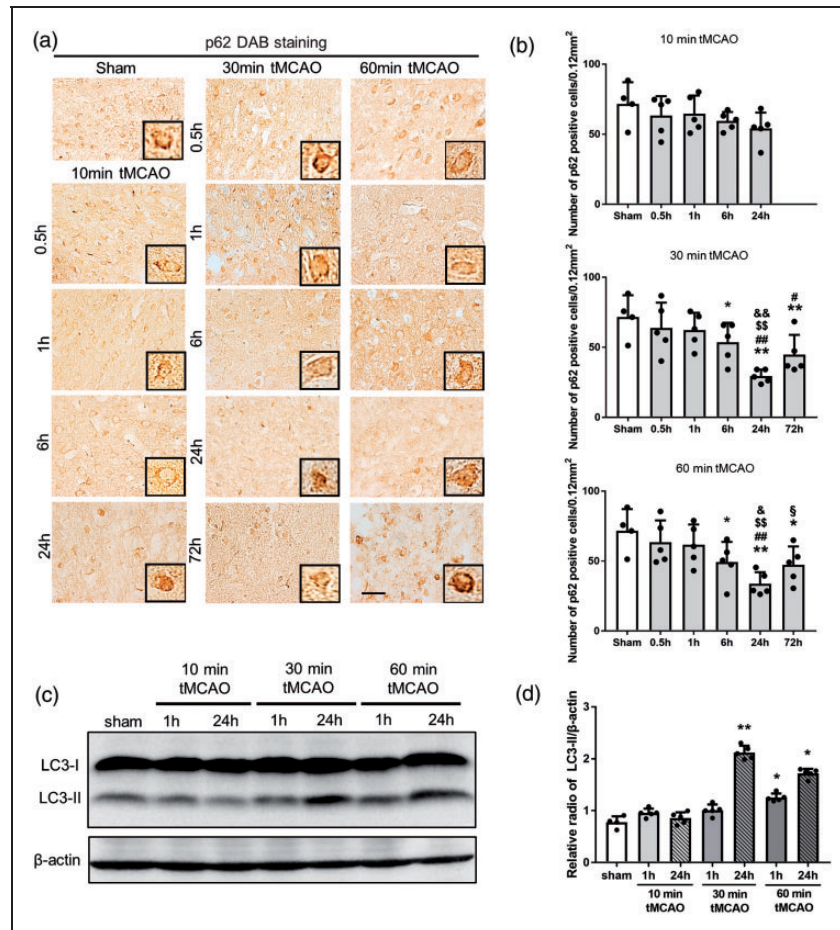 (a)
p62 DAB staining
Sham 30min tMCAO 60min tMCAO
0.5h
10min tMCAO
0.5h
1h
1h
6h
6h
24h
24h
72h
(b)
10 min tMCAO
Number of p62 positive cells/0.12mm²
100
50
0
Sham 0.5h 1h 6h 24h
30 min tMCAO
Number of p62 positive cells/0.12mm²
100
50
0
*
&&
$$
##
**
#
**
Sham 0.5h 1h 6h 24h 72h
60 min tMCAO
Number of p62 positive cells/0.12mm²
100
50
0
*
&
$$
##
**
§
*
Sham 0.5h 1h 6h 24h 72h
(c)
10 min tMCAO
30 min tMCAO
60 min tMCAO
sham 1h 24h 1h 24h 1h 24h
LC3-I
LC3-II
β-actin
(d)
Relative radio of LC3-II/β-actin
3
2
1
0
**
*
*
sham 1h 24h 1h 24h 1h 24h
10 min tMCAO
30 min tMCAO
60 min tMCAO